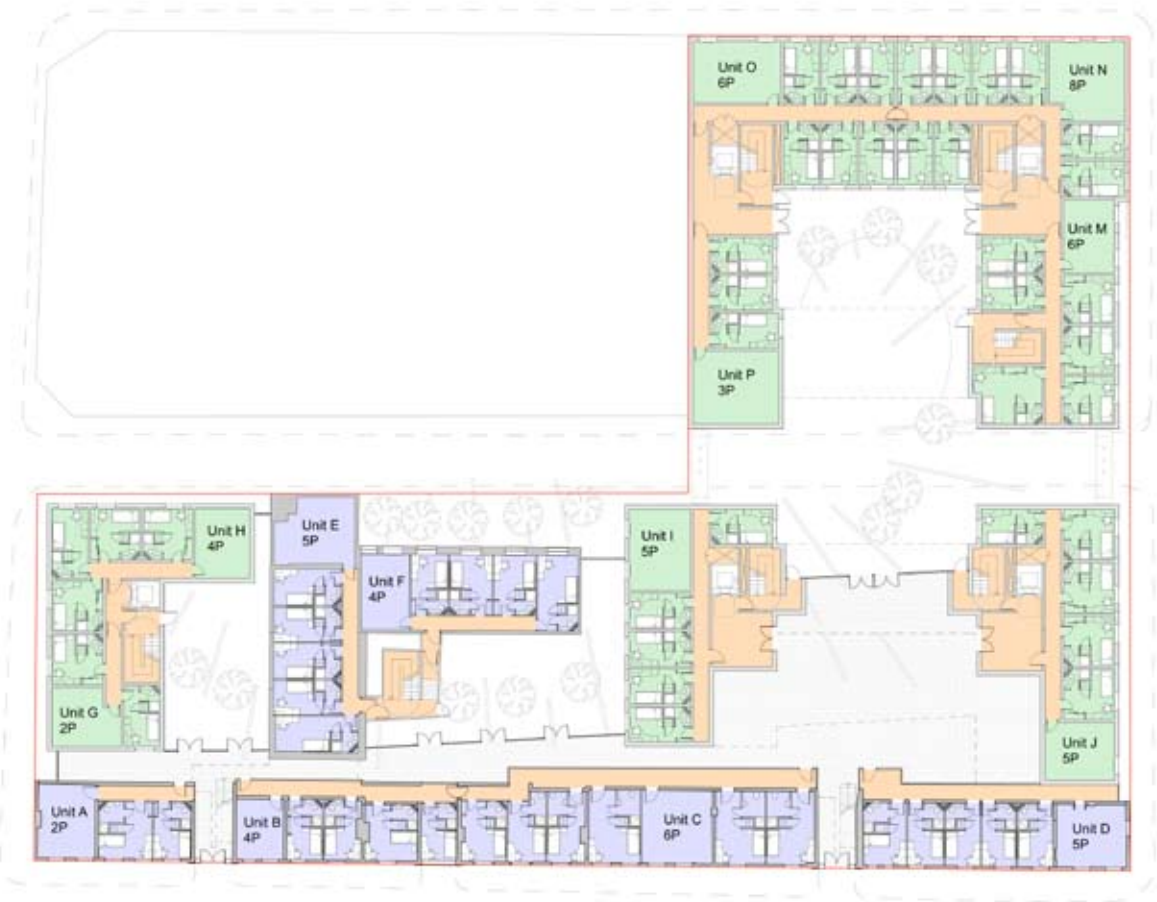 Unit O
6P
Unit N
8P
Unit M
6P
Unit P
3P
Unit H
4P
Unit E
5P
Unit I
5P
Unit F
4P
Unit G
2P
Unit J
5P
Unit A
2P
Unit B
4P
Unit C
6P
Unit D
5P